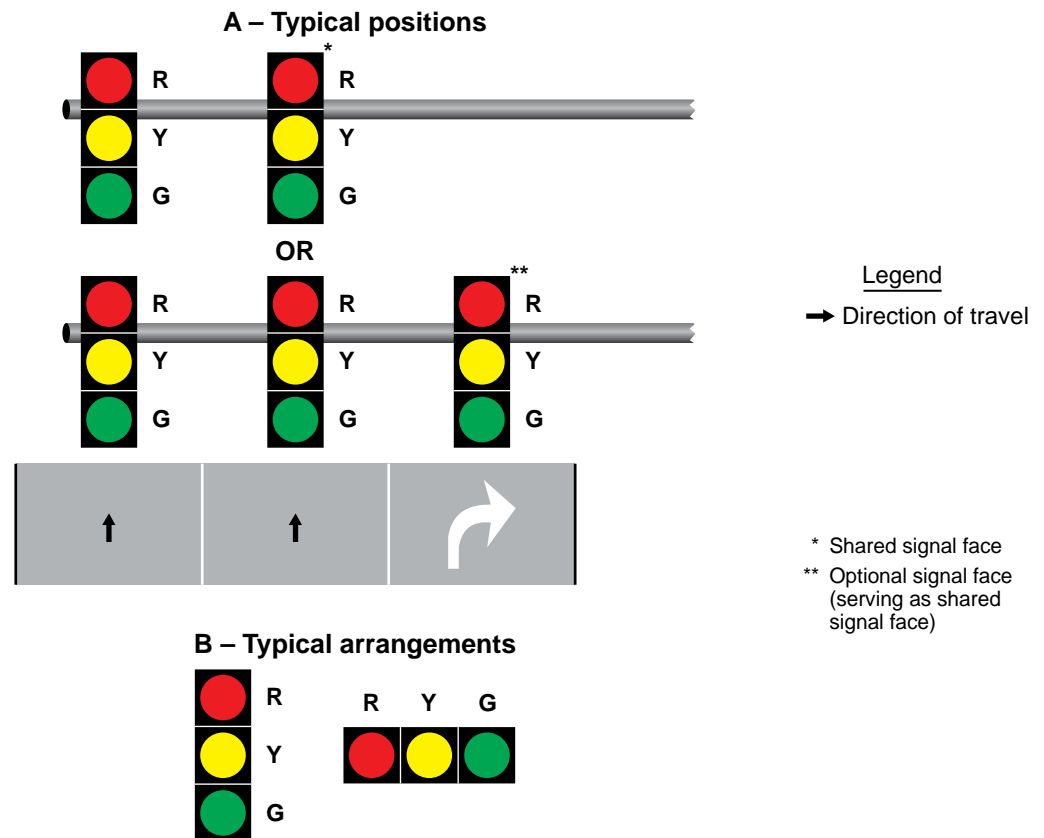 A – Typical positions
*
R R
Y Y
G G
OR
**
R R R
Y Y Y
G G G
Legend
Direction of travel
* Shared signal face
** Optional signal face
(serving as shared
signal face)
B – Typical arrangements
R
Y
G
R Y G